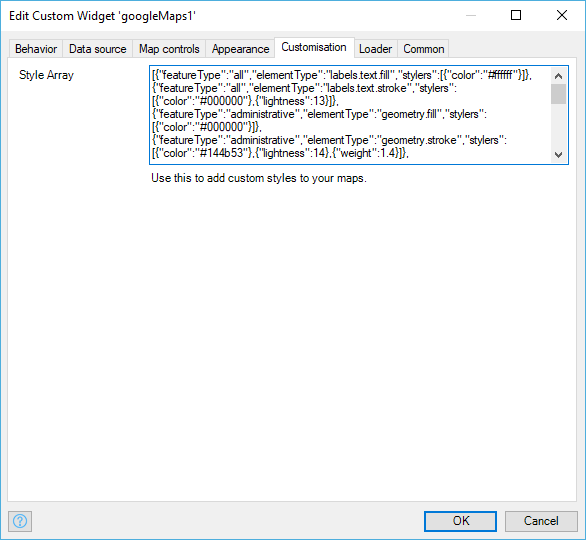 Edit Custom Widget 'googleMaps1'
Behavior Data source Map controls Appearance Customisation Loader Common
Style Array
[{"featureType":"all","elementType":"labels.text.fill","stylers":[{"color":"#ffffff"}]},
{"featureType":"all","elementType":"labels.text.stroke","stylers":
[{"color":"#000000"},{"lightness":13}]},
{"featureType":"administrative","elementType":"geometry.fill","stylers":
[{"color":"#000000"}]},
{"featureType":"administrative","elementType":"geometry.stroke","stylers":
[{"color":"#144b53"},{"lightness":14},{"weight":1.4}]},
Use this to add custom styles to your maps.
?
OK
Cancel